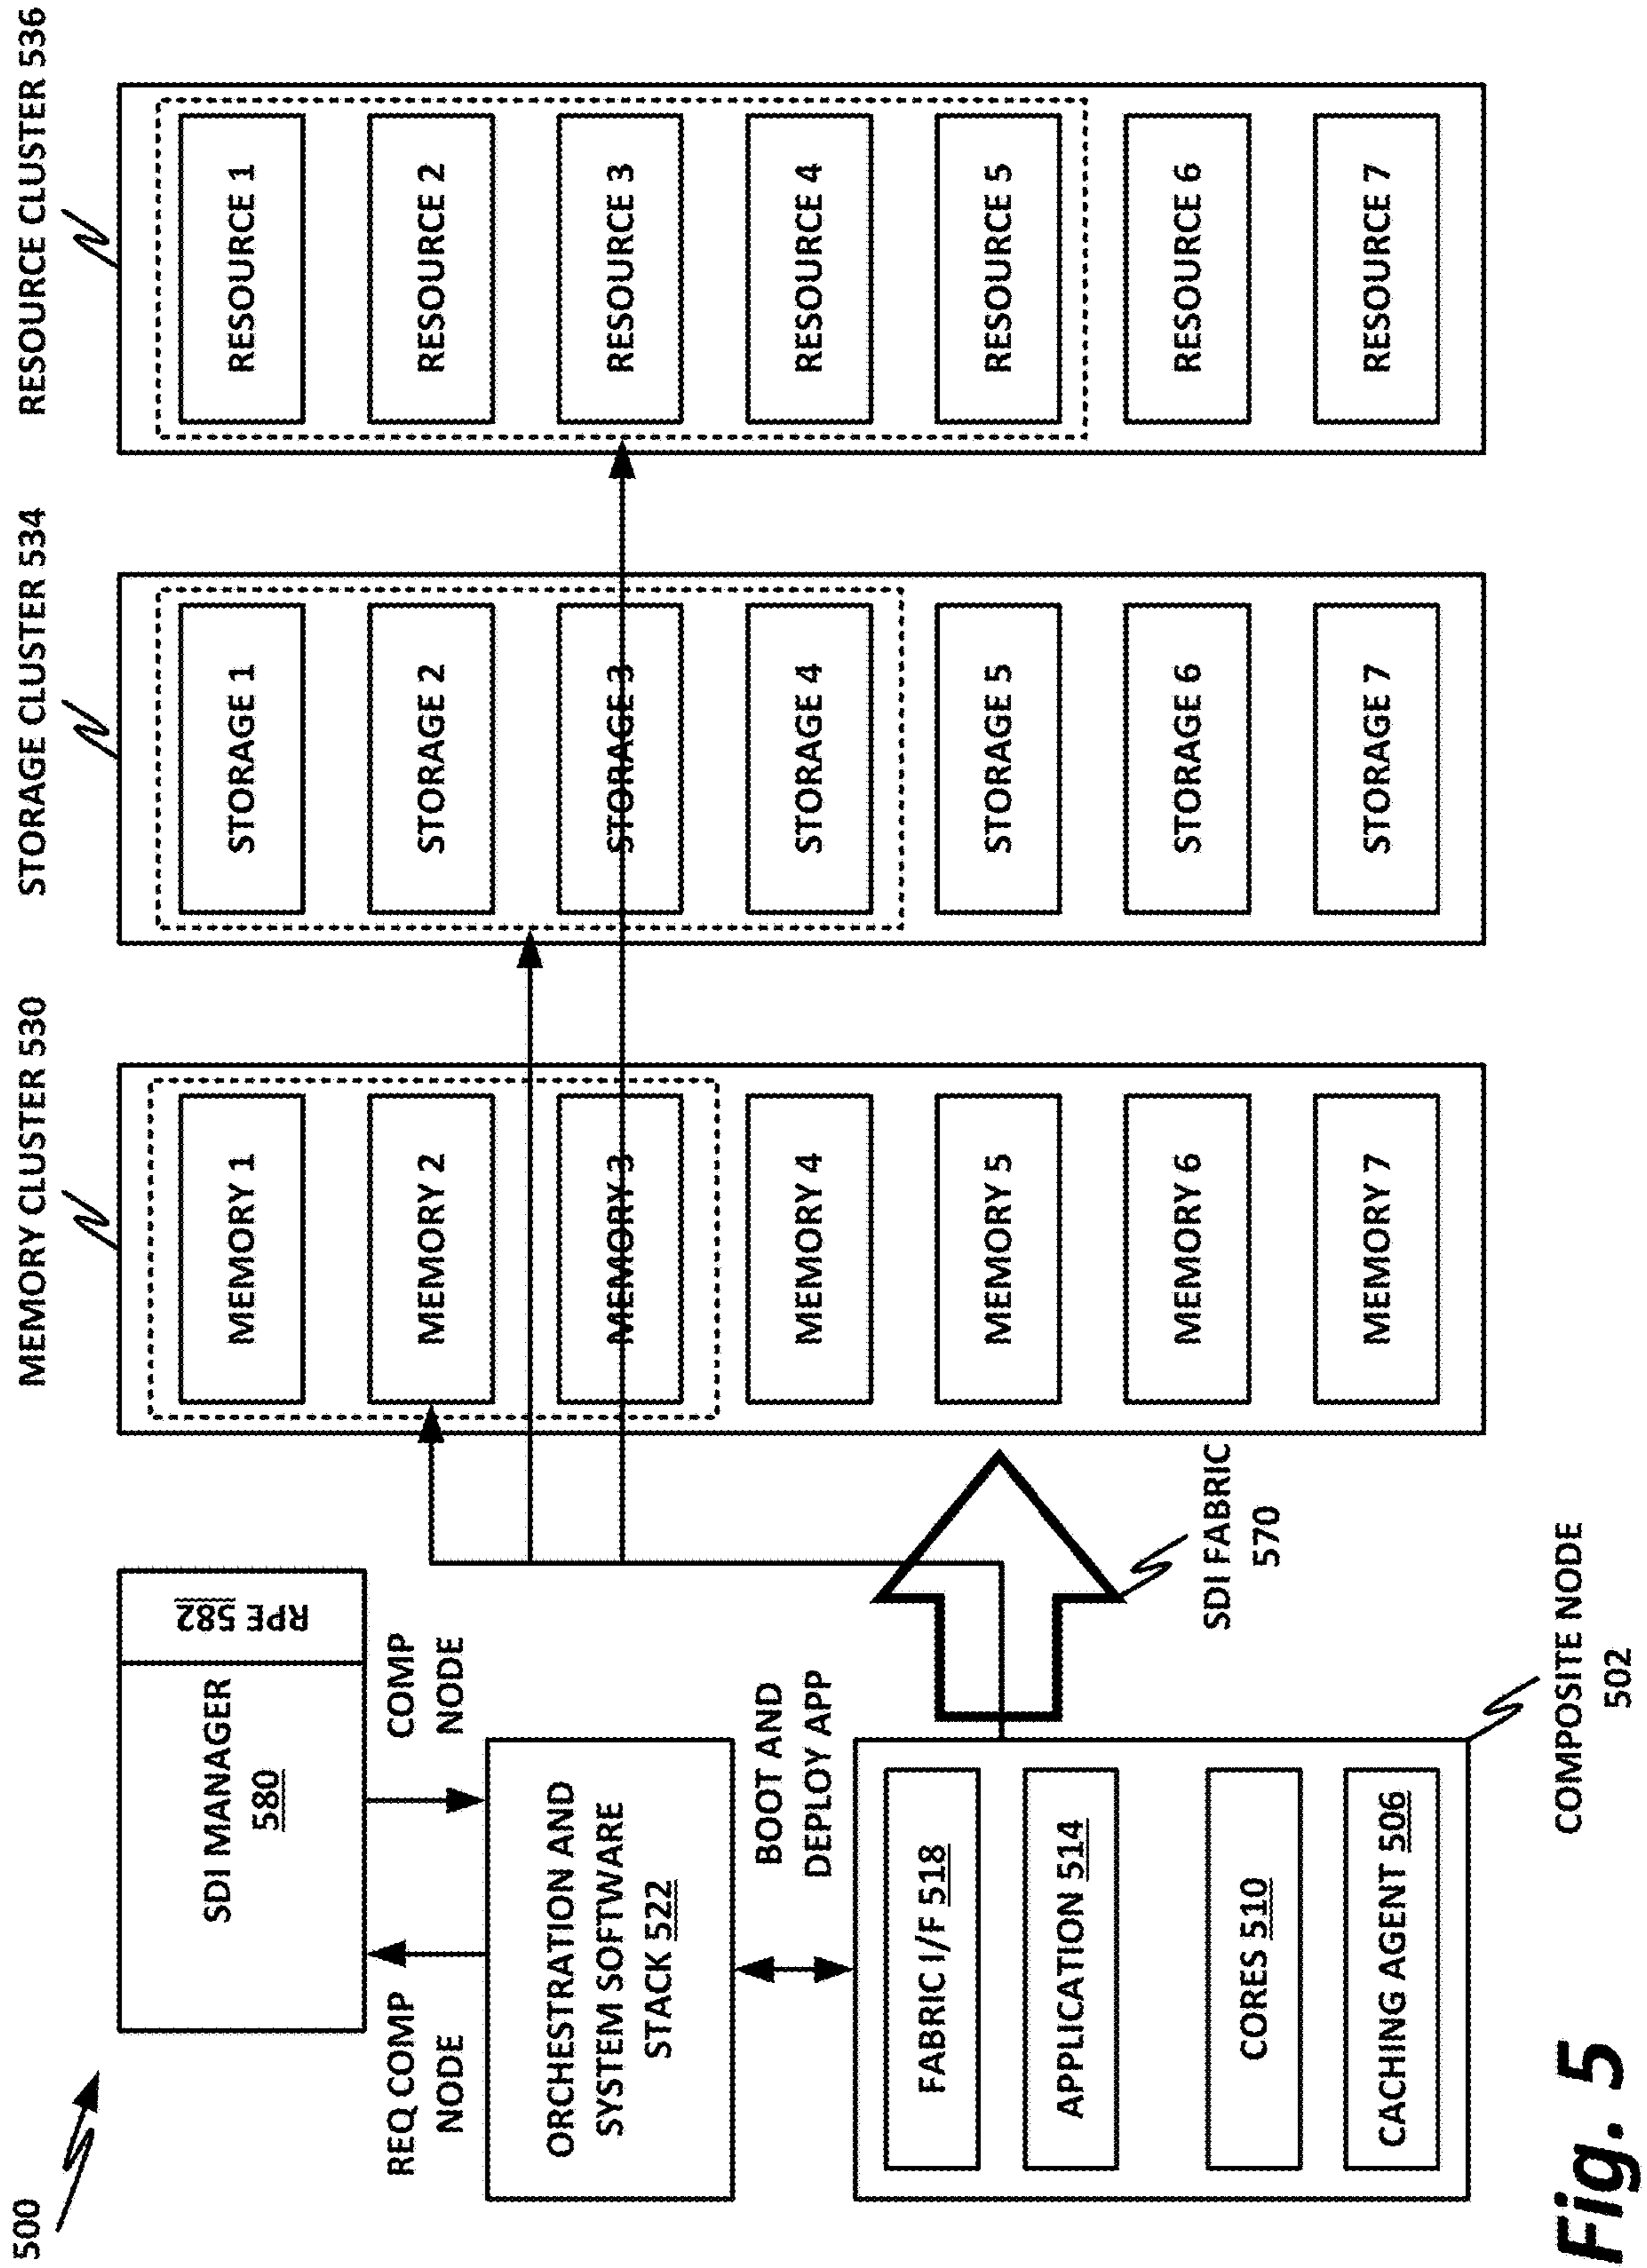 500
SDI MANAGER
580
RPE 582
REQ COMP
NODE
COMP
NODE
ORCHESTRATION AND
SYSTEM SOFTWARE
STACK 522
BOOT AND
DEPLOY APP
FABRIC I/F 518
APPLICATION 514
CORES 510
CACHING AGENT 506
COMPOSITE NODE
502
SDI FABRIC
570
MEMORY CLUSTER 530
MEMORY 1
MEMORY 2
MEMORY 3
MEMORY 4
MEMORY 5
MEMORY 6
MEMORY 7
STORAGE CLUSTER 534
STORAGE 1
STORAGE 2
STORAGE 3
STORAGE 4
STORAGE 5
STORAGE 6
STORAGE 7
RESOURCE CLUSTER 536
RESOURCE 1
RESOURCE 2
RESOURCE 3
RESOURCE 4
RESOURCE 5
RESOURCE 6
RESOURCE 7
Fig. 5